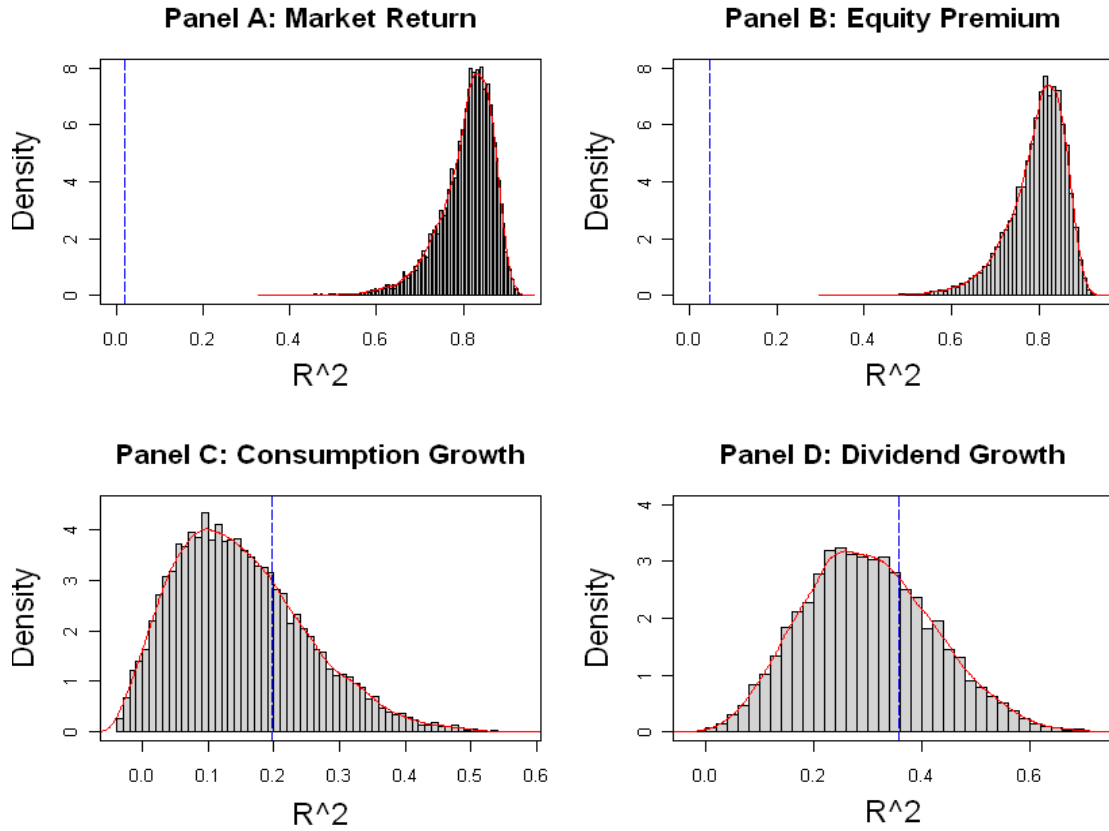 Panel A: Market Return
Density
0 2 4 6 8
0.0 0.2 0.4 0.6 0.8
R^2
Panel B: Equity Premium
Density
0 2 4 6 8
0.0 0.2 0.4 0.6 0.8
R^2
Panel C: Consumption Growth
Density
0 1 2 3 4
0.0 0.1 0.2 0.3 0.4 0.5 0.6
R^2
Panel D: Dividend Growth
Density
0 1 2 3 4
0.0 0.2 0.4 0.6
R^2